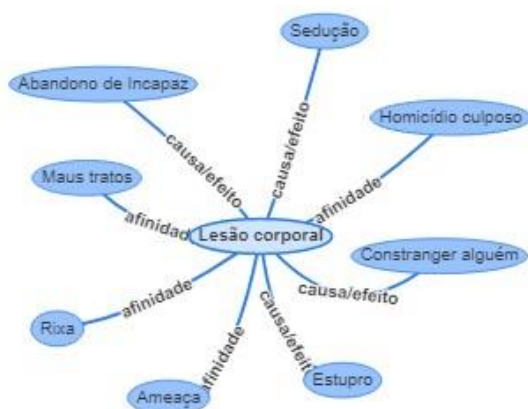 Sedução
Abandono de Incapaz
causa/efeito
causa/efeito
Homicídio culposo
afinidade
Maus tratos
afinidad
Lesão corporal
Constranger alguém
causa/efeito
afinidade
Rixa
afinidade
Ameaça
causa/efeito
Estupro